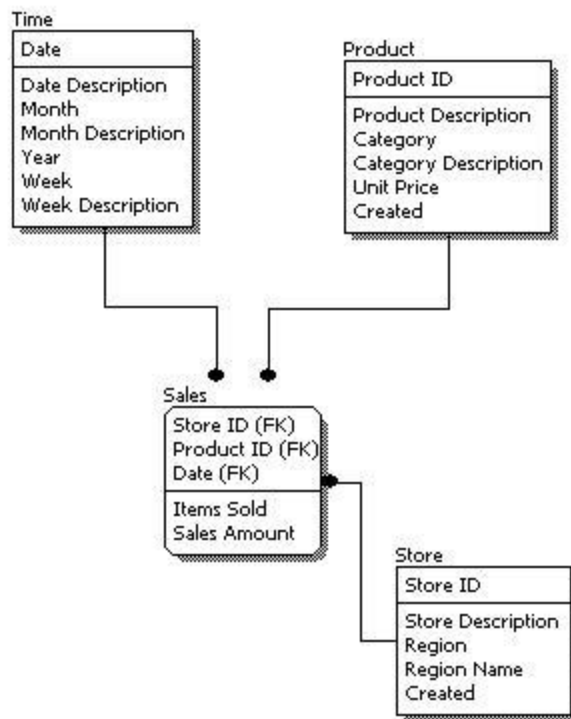 Time
Date
Date Description
Month
Month Description
Year
Week
Week Description
Product
Product ID
Product Description
Category
Category Description
Unit Price
Created
Sales
Store ID (FK)
Product ID (FK)
Date (FK)
Items Sold
Sales Amount
Store
Store ID
Store Description
Region
Region Name
Created